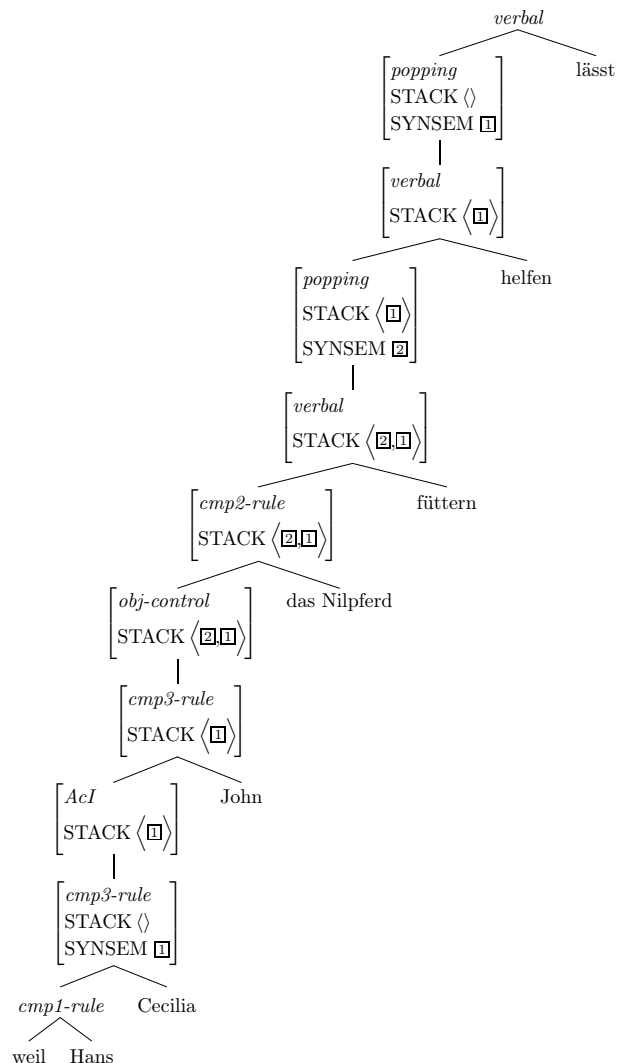 verbal
popping
STACK ⟨⟩
SYNSEM 1
lässt
verbal
STACK ⟨1⟩
popping
STACK ⟨1⟩
SYNSEM 2
helfen
verbal
STACK ⟨2,1⟩
cmp2-rule
STACK ⟨2,1⟩
füttern
obj-control
STACK ⟨2,1⟩
das Nilpferd
cmp3-rule
STACK ⟨1⟩
AcI
STACK ⟨1⟩
John
cmp3-rule
STACK ⟨⟩
SYNSEM 1
cmp1-rule
Cecilia
weil Hans